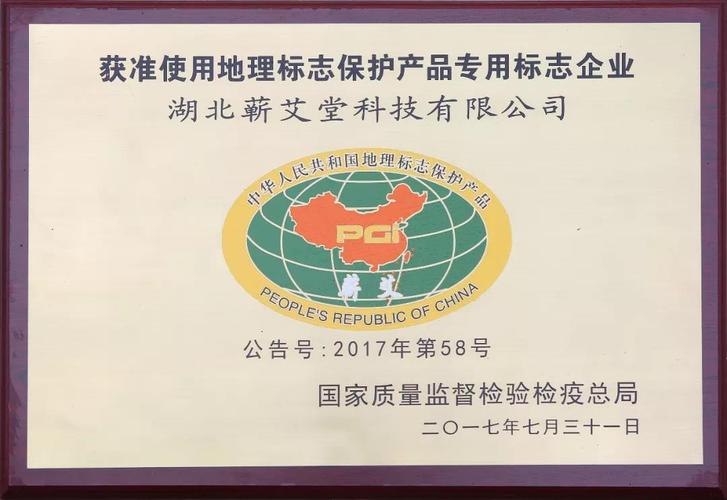 获准使用地理标志保护产品专用标志企业
湖北蕲艾堂科技有限公司
中华人民共和国地理标志保护产品
PGI
蕲艾
PEOPLE'S REPUBLIC OF CHINA
公告号:2017年第58号
国家质量监督检验检疫总局
二〇一七年七月三十一日